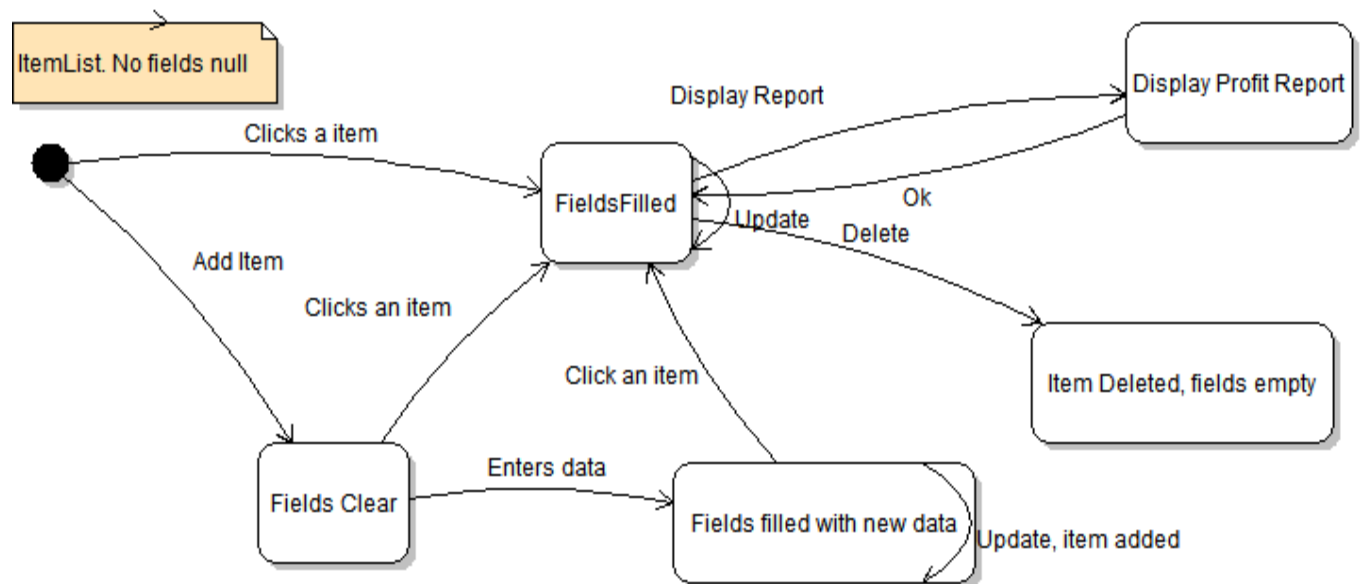 ItemList. No fields null
Display Report
Display Profit Report
Clicks a item
FieldsFilled
Ok
Update
Delete
Add Item
Clicks an item
Click an item
Item Deleted, fields empty
Enters data
Fields Clear
Fields filled with new data
Update, item added